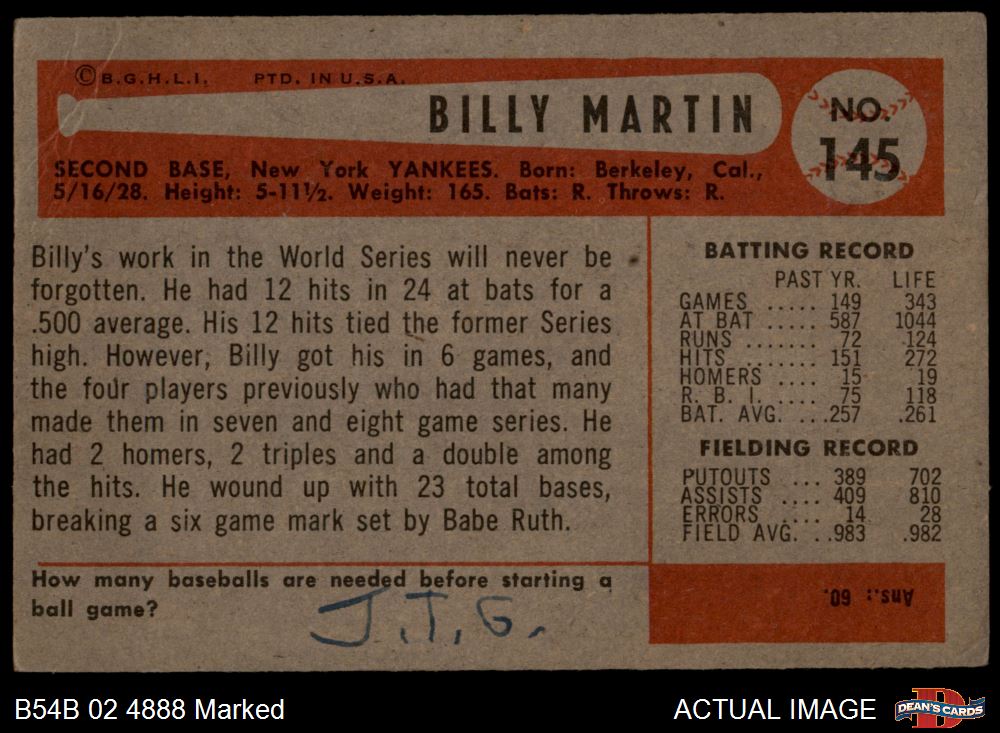 ©B.G.H.L.I. PTD. IN U.S.A.
BILLY MARTIN
NO.
145
SECOND BASE, New York YANKEES. Born: Berkeley, Cal.,
5/16/28. Height: 5-11½. Weight: 165. Bats: R. Throws: R.
Billy's work in the World Series will never be
forgotten. He had 12 hits in 24 at bats for a
.500 average. His 12 hits tied the former Series
high. However, Billy got his in 6 games, and
the four players previously who had that many
made them in seven and eight game series. He
had 2 homers, 2 triples and a double among
the hits. He wound up with 23 total bases,
breaking a six game mark set by Babe Ruth.
BATTING RECORD
PAST YR. LIFE
GAMES ..... 149 343
AT BAT ..... 587 1044
RUNS ....... 72 124
HITS ....... 151 272
HOMERS .... 15 19
R. B. I. ..... 75 118
BAT. AVG. ...257 .261
FIELDING RECORD
PUTOUTS ... 389 702
ASSISTS .... 409 810
ERRORS .... 14 28
FIELD AVG. ..983 .982
How many baseballs are needed before starting a
ball game?
J.T.G.
Ans.: 60.
B54B 02 4888 Marked
ACTUAL IMAGE
DEAN'S CARDS